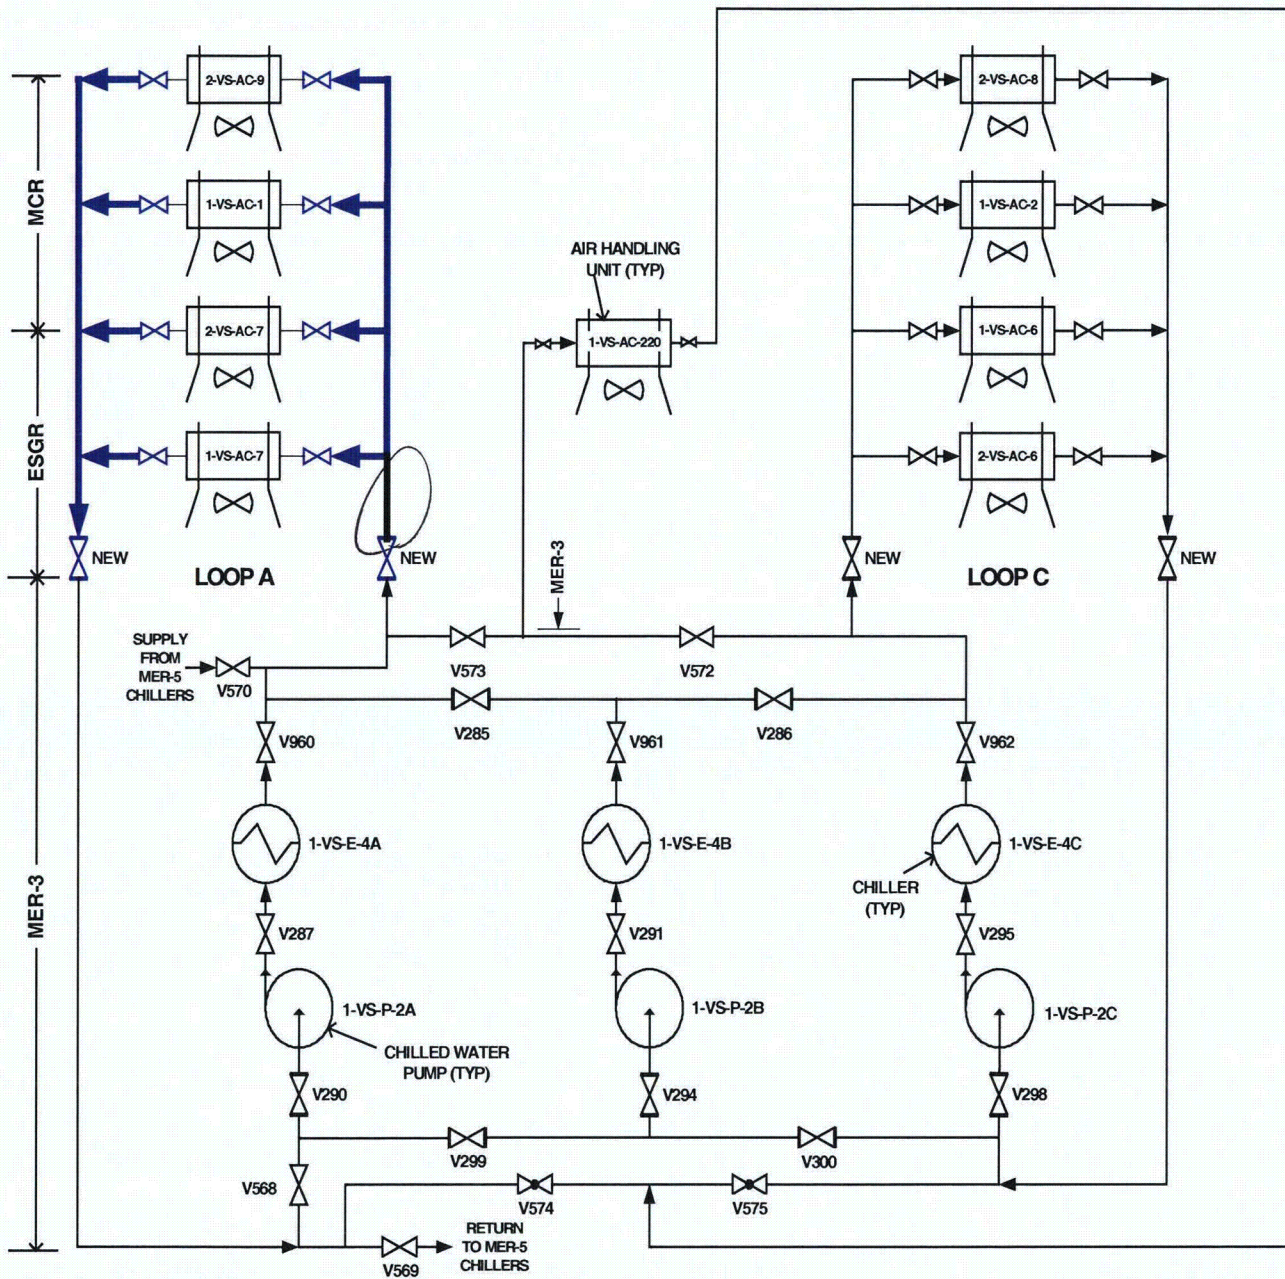 2-VS-AC-9
2-VS-AC-8
MCR
1-VS-AC-1
1-VS-AC-2
AIR HANDLING
UNIT (TYP)
2-VS-AC-7
1-VS-AC-220
1-VS-AC-6
ESGR
1-VS-AC-7
2-VS-AC-6
NEW
NEW
NEW
NEW
LOOP A
MER-3
LOOP C
SUPPLY
FROM
MER-5
CHILLERS
V570
V573
V572
V285
V286
V960
V961
V962
1-VS-E-4A
1-VS-E-4B
1-VS-E-4C
CHILLER
(TYP)
MER-3
V287
V291
V295
1-VS-P-2A
1-VS-P-2B
1-VS-P-2C
CHILLED WATER
PUMP (TYP)
V290
V294
V298
V299
V300
V568
V574
V575
RETURN
TO MER-5
CHILLERS
V569